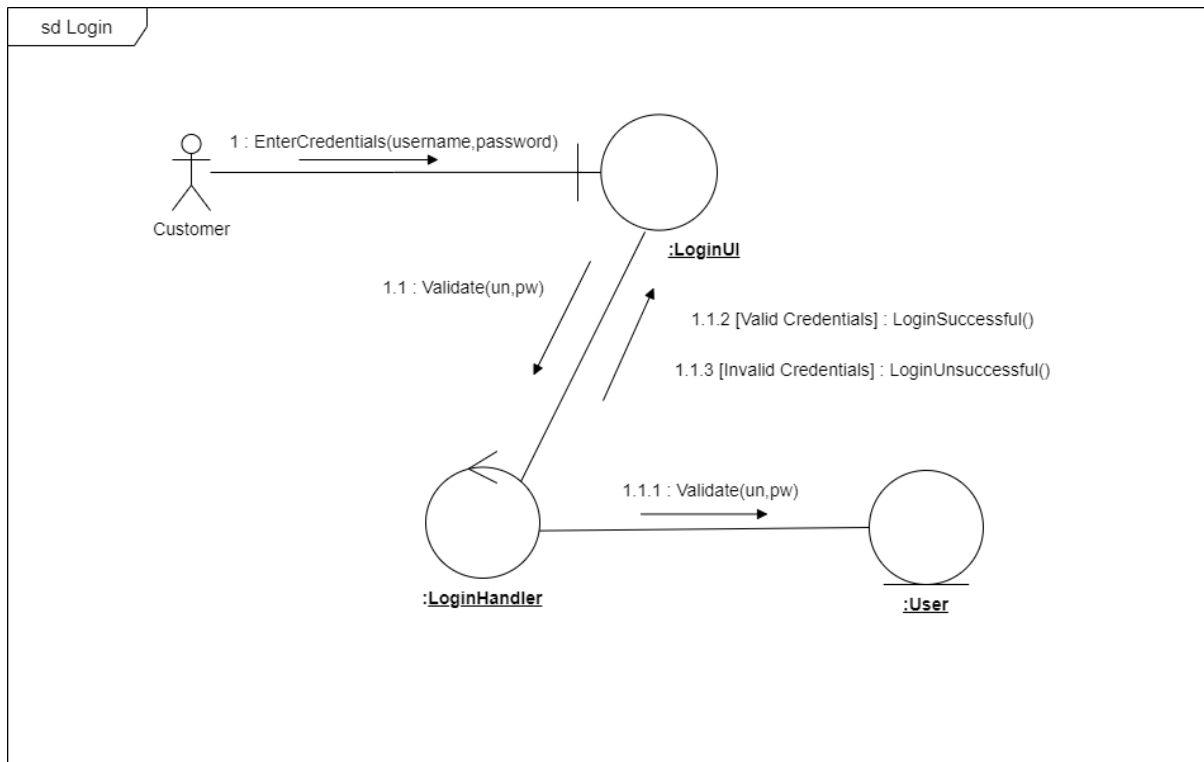 sd Login
1 : EnterCredentials(username,password)
Customer
:LoginUI
1.1 : Validate(un,pw)
1.1.2 [Valid Credentials] : LoginSuccessful()
1.1.3 [Invalid Credentials] : LoginUnsuccessful()
1.1.1 : Validate(un,pw)
:LoginHandler
:User